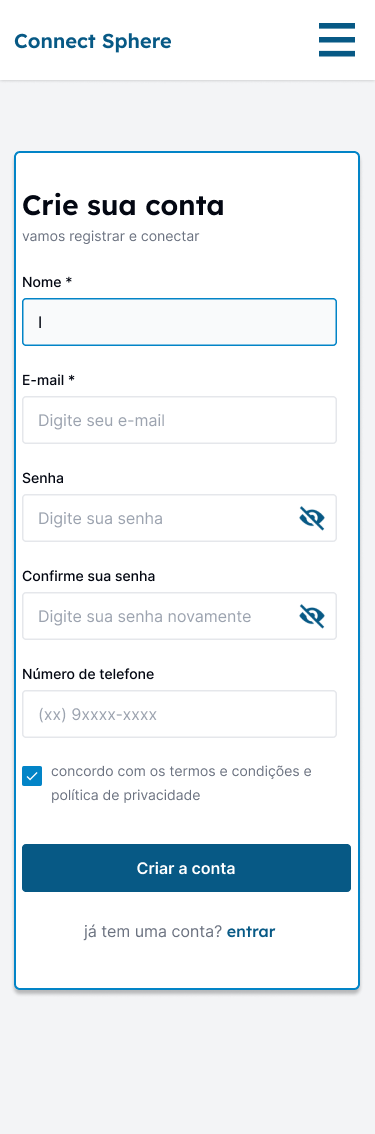 Connect Sphere
Crie sua conta
vamos registrar e conectar
Nome *
I
E-mail *
Digite seu e-mail
Senha
Digite sua senha
Confirme sua senha
Digite sua senha novamente
Número de telefone
(xx) 9xxxx-xxxx
concordo com os termos e condições e
política de privacidade
Criar a conta
já tem uma conta? entrar